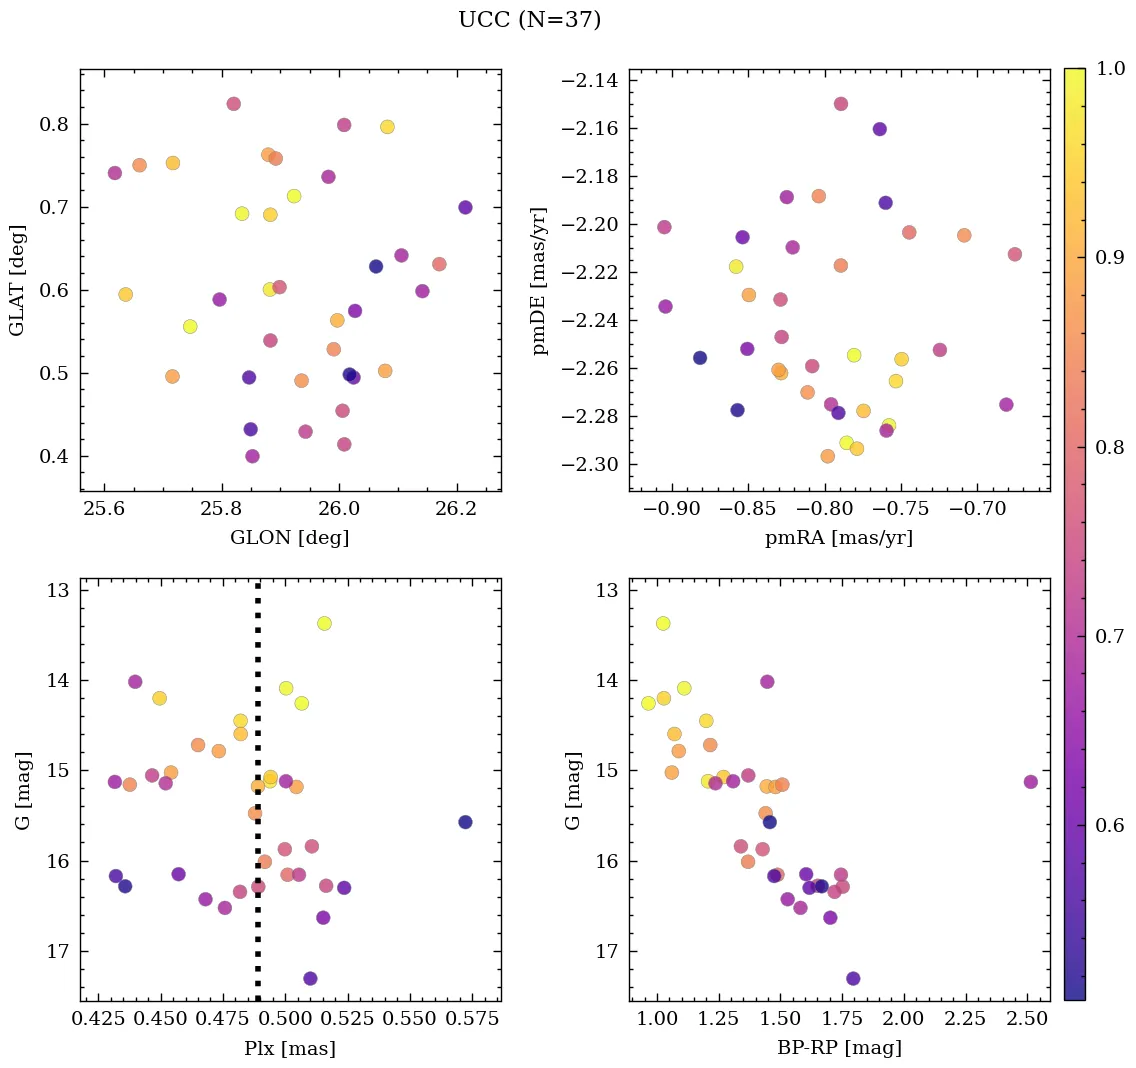 UCC (N=37)
0.8
0.7
0.6
0.5
0.4
GLAT [deg]
25.6 25.8 26.0 26.2
GLON [deg]
−2.14
−2.16
−2.18
−2.20
−2.22
−2.24
−2.26
−2.28
−2.30
pmDE [mas/yr]
−0.90 −0.85 −0.80 −0.75 −0.70
pmRA [mas/yr]
1.0
0.9
0.8
0.7
0.6
13
14
15
16
17
G [mag]
0.425 0.450 0.475 0.500 0.525 0.550 0.575
Plx [mas]
13
14
15
16
17
G [mag]
1.00 1.25 1.50 1.75 2.00 2.25 2.50
BP-RP [mag]